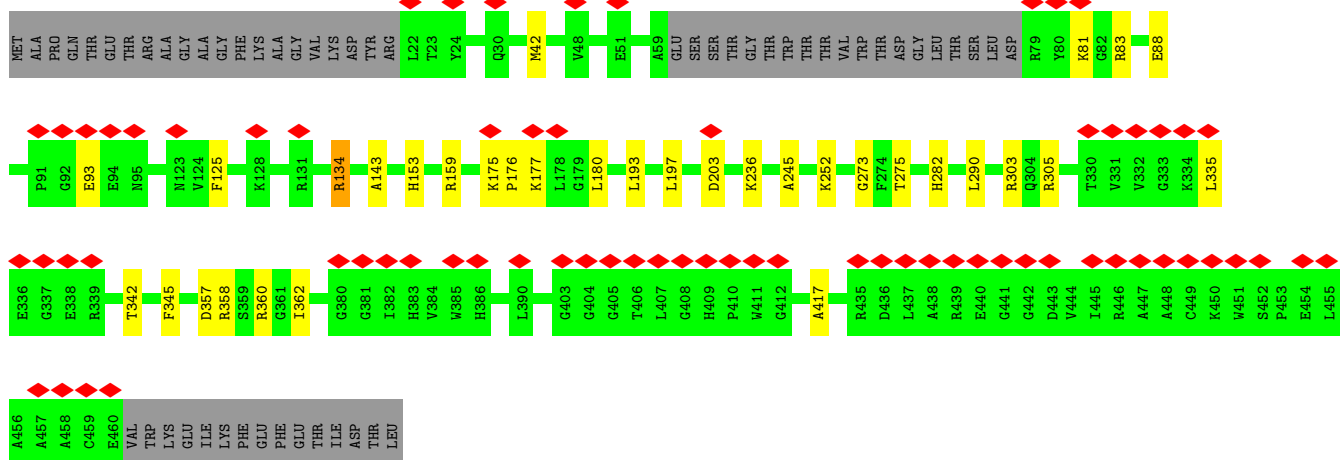 MET ALA PRO GLN THR GLU THR ARG ALA GLY ALA GLY PHE LYS ALA GLY VAL LYS ASP TYR ARG L22 T23 Y24 Q30 M42 V48 E51 A59 GLU SER SER THR GLY THR TRP THR THR THR VAL TRP THR ASP GLY LEU THR SER LEU ASP R79 Y80 K81 G82 R83 E88
P91 G92 E93 E94 N95 N123 V124 F125 K128 R131 R134 A143 H153 R159 K175 P176 K177 L178 G179 L180 L193 L197 D203 K236 A245 K252 G273 F274 T275 H282 L290 R303 Q304 R305 T330 V331 V332 G333 K334 L335
E336 G337 E338 R339 T342 F345 D357 R358 S359 R360 G361 I362 G380 G381 I382 H383 V384 W385 H386 L390 G403 G404 G405 T406 L407 G408 H409 P410 W411 G412 A417 R435 D436 L437 A438 R439 E440 G441 G442 D443 V444 I445 R446 A447 A448 C449 K450 W451 S452 P453 E454 L455
A456 A457 A458 C459 E460 VAL TRP LYS GLU ILE LYS PHE GLU PHE GLU THR ILE ASP THR LEU